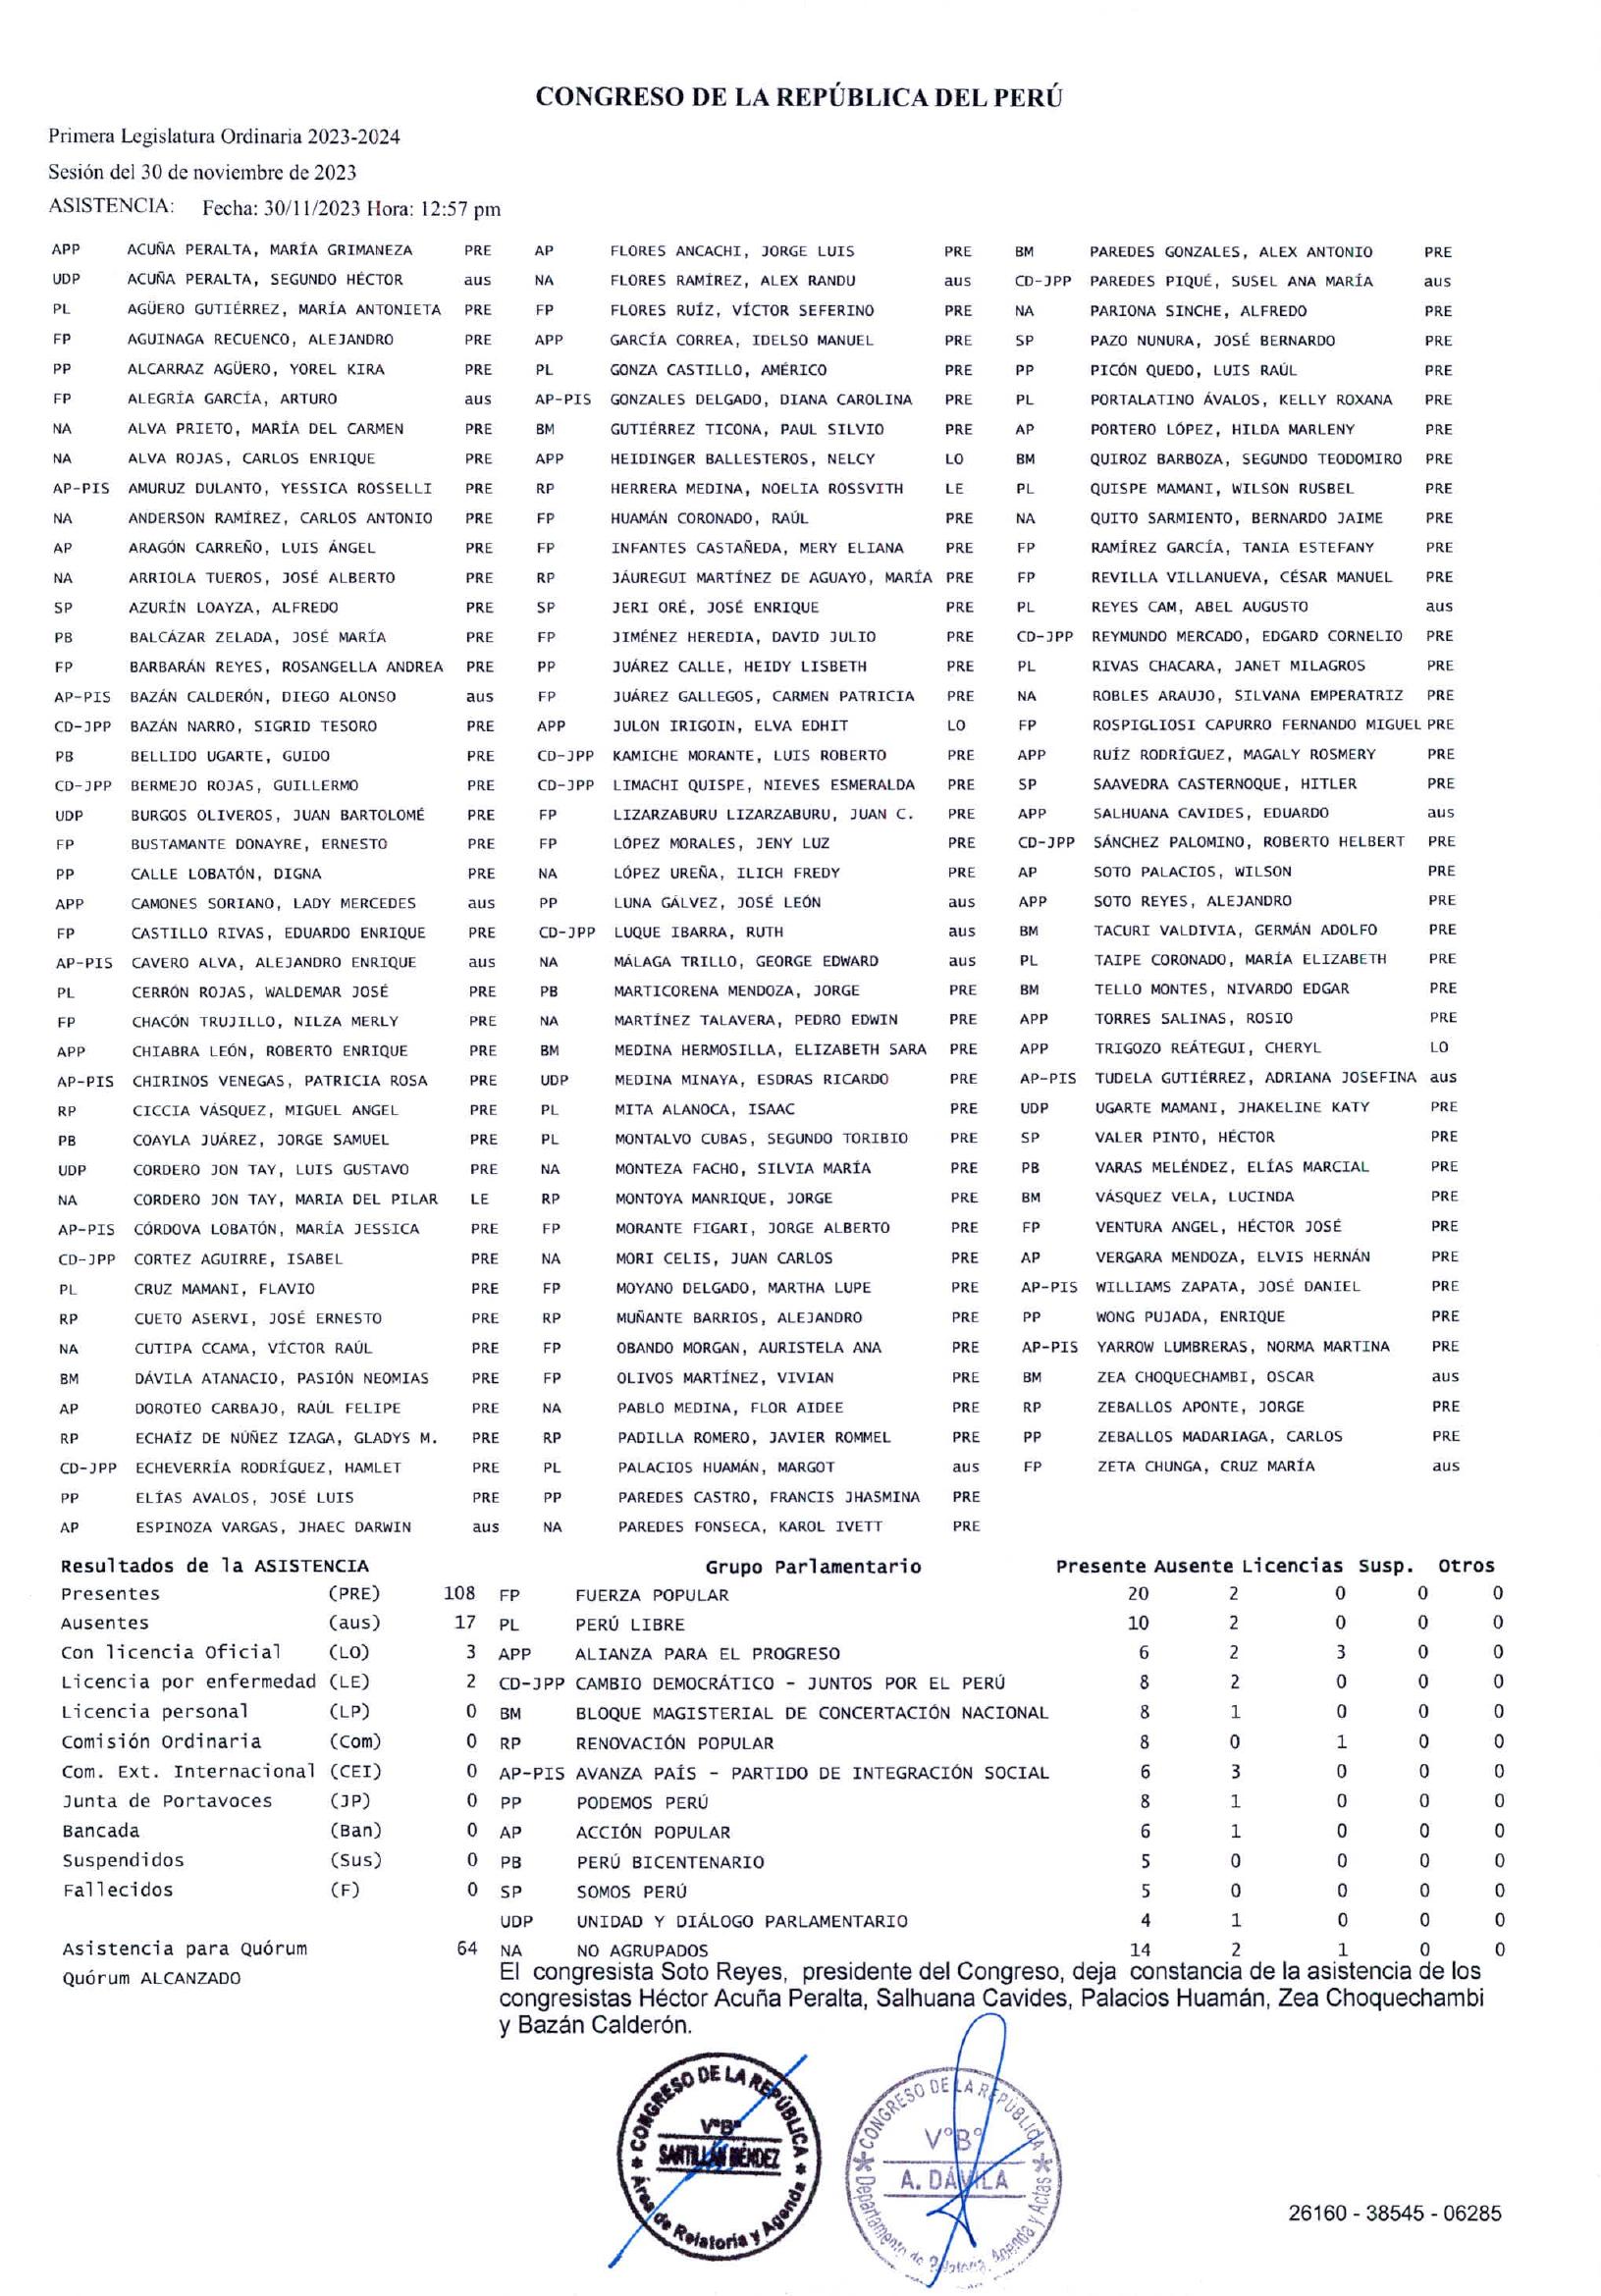 CONGRESO DE LA REPÚBLICA DEL PERÚ
Primera Legislatura Ordinaria 2023-2024
Sesión del 30 de noviembre de 2023
ASISTENCIA: Fecha: 30/11/2023 Hora: 12:57 pm
APP ACUÑA PERALTA, MARÍA GRIMANEZA PRE AP FLORES ANCACHI, JORGE LUIS PRE BM PAREDES GONZALES, ALEX ANTONIO PRE
UDP ACUÑA PERALTA, SEGUNDO HÉCTOR aus NA FLORES RAMÍREZ, ALEX RANDU aus CD-JPP PAREDES PIQUÉ, SUSEL ANA MARÍA aus
PL AGÜERO GUTIÉRREZ, MARÍA ANTONIETA PRE FP FLORES RUÍZ, VÍCTOR SEFERINO PRE NA PARIONA SINCHE, ALFREDO PRE
FP AGUINAGA RECUENCO, ALEJANDRO PRE APP GARCÍA CORREA, IDELSO MANUEL PRE SP PAZO NUNURA, JOSÉ BERNARDO PRE
PP ALCARRAZ AGÜERO, YOREL KIRA PRE PL GONZA CASTILLO, AMÉRICO PRE PP PICÓN QUEDO, LUIS RAÚL PRE
FP ALEGRÍA GARCÍA, ARTURO aus AP-PIS GONZALES DELGADO, DIANA CAROLINA PRE PL PORTALATINO ÁVALOS, KELLY ROXANA PRE
NA ALVA PRIETO, MARÍA DEL CARMEN PRE BM GUTIÉRREZ TICONA, PAUL SILVIO PRE AP PORTERO LÓPEZ, HILDA MARLENY PRE
NA ALVA ROJAS, CARLOS ENRIQUE PRE APP HEIDINGER BALLESTEROS, NELCY LO BM QUIROZ BARBOZA, SEGUNDO TEODOMIRO PRE
AP-PIS AMURUZ DULANTO, YESSICA ROSSELLI PRE RP HERRERA MEDINA, NOELIA ROSSVITH LE PL QUISPE MAMANI, WILSON RUSBEL PRE
NA ANDERSON RAMÍREZ, CARLOS ANTONIO PRE FP HUAMÁN CORONADO, RAÚL PRE NA QUITO SARMIENTO, BERNARDO JAIME PRE
AP ARAGÓN CARREÑO, LUIS ÁNGEL PRE FP INFANTES CASTAÑEDA, MERY ELIANA PRE FP RAMÍREZ GARCÍA, TANIA ESTEFANY PRE
NA ARRIOLA TUEROS, JOSÉ ALBERTO PRE RP JÁUREGUI MARTÍNEZ DE AGUAYO, MARÍA PRE FP REVILLA VILLANUEVA, CÉSAR MANUEL PRE
SP AZURÍN LOAYZA, ALFREDO PRE SP JERI ORÉ, JOSÉ ENRIQUE PRE PL REYES CAM, ABEL AUGUSTO aus
PB BALCÁZAR ZELADA, JOSÉ MARÍA PRE FP JIMÉNEZ HEREDIA, DAVID JULIO PRE CD-JPP REYMUNDO MERCADO, EDGARD CORNELIO PRE
FP BARBARÁN REYES, ROSANGELLA ANDREA PRE PP JUÁREZ CALLE, HEIDY LISBETH PRE PL RIVAS CHACARA, JANET MILAGROS PRE
AP-PIS BAZÁN CALDERÓN, DIEGO ALONSO aus FP JUÁREZ GALLEGOS, CARMEN PATRICIA PRE NA ROBLES ARAUJO, SILVANA EMPERATRIZ PRE
CD-JPP BAZÁN NARRO, SIGRID TESORO PRE APP JULON IRIGOIN, ELVA EDHIT LO FP ROSPIGLIOSI CAPURRO FERNANDO MIGUEL PRE
PB BELLIDO UGARTE, GUIDO PRE CD-JPP KAMICHE MORANTE, LUIS ROBERTO PRE APP RUÍZ RODRÍGUEZ, MAGALY ROSMERY PRE
CD-JPP BERMEJO ROJAS, GUILLERMO PRE CD-JPP LIMACHI QUISPE, NIEVES ESMERALDA PRE SP SAAVEDRA CASTERNOQUE, HITLER PRE
UDP BURGOS OLIVEROS, JUAN BARTOLOMÉ PRE FP LIZARZABURU LIZARZABURU, JUAN C. PRE APP SALHUANA CAVIDES, EDUARDO aus
FP BUSTAMANTE DONAYRE, ERNESTO PRE FP LÓPEZ MORALES, JENY LUZ PRE CD-JPP SÁNCHEZ PALOMINO, ROBERTO HELBERT PRE
PP CALLE LOBATÓN, DIGNA PRE NA LÓPEZ UREÑA, ILICH FREDY PRE AP SOTO PALACIOS, WILSON PRE
APP CAMONES SORIANO, LADY MERCEDES aus PP LUNA GÁLVEZ, JOSÉ LEÓN aus APP SOTO REYES, ALEJANDRO PRE
FP CASTILLO RIVAS, EDUARDO ENRIQUE PRE CD-JPP LUQUE IBARRA, RUTH aus BM TACURI VALDIVIA, GERMÁN ADOLFO PRE
AP-PIS CAVERO ALVA, ALEJANDRO ENRIQUE aus NA MÁLAGA TRILLO, GEORGE EDWARD aus PL TAIPE CORONADO, MARÍA ELIZABETH PRE
PL CERRÓN ROJAS, WALDEMAR JOSÉ PRE PB MARTICORENA MENDOZA, JORGE PRE BM TELLO MONTES, NIVARDO EDGAR PRE
FP CHACÓN TRUJILLO, NILZA MERLY PRE NA MARTÍNEZ TALAVERA, PEDRO EDWIN PRE APP TORRES SALINAS, ROSIO PRE
APP CHIABRA LEÓN, ROBERTO ENRIQUE PRE BM MEDINA HERMOSILLA, ELIZABETH SARA PRE APP TRIGOZO REÁTEGUI, CHERYL LO
AP-PIS CHIRINOS VENEGAS, PATRICIA ROSA PRE UDP MEDINA MINAYA, ESDRAS RICARDO PRE AP-PIS TUDELA GUTIÉRREZ, ADRIANA JOSEFINA aus
RP CICCIA VÁSQUEZ, MIGUEL ANGEL PRE PL MITA ALANOCA, ISAAC PRE UDP UGARTE MAMANI, JHAKELINE KATY PRE
PB COAYLA JUÁREZ, JORGE SAMUEL PRE PL MONTALVO CUBAS, SEGUNDO TORIBIO PRE SP VALER PINTO, HÉCTOR PRE
UDP CORDERO JON TAY, LUIS GUSTAVO PRE NA MONTEZA FACHO, SILVIA MARÍA PRE PB VARAS MELÉNDEZ, ELÍAS MARCIAL PRE
NA CORDERO JON TAY, MARIA DEL PILAR LE RP MONTOYA MANRIQUE, JORGE PRE BM VÁSQUEZ VELA, LUCINDA PRE
AP-PIS CÓRDOVA LOBATÓN, MARÍA JESSICA PRE FP MORANTE FIGARI, JORGE ALBERTO PRE FP VENTURA ANGEL, HÉCTOR JOSÉ PRE
CD-JPP CORTEZ AGUIRRE, ISABEL PRE NA MORI CELIS, JUAN CARLOS PRE AP VERGARA MENDOZA, ELVIS HERNÁN PRE
PL CRUZ MAMANI, FLAVIO PRE FP MOYANO DELGADO, MARTHA LUPE PRE AP-PIS WILLIAMS ZAPATA, JOSÉ DANIEL PRE
RP CUETO ASERVI, JOSÉ ERNESTO PRE RP MUÑANTE BARRIOS, ALEJANDRO PRE PP WONG PUJADA, ENRIQUE PRE
NA CUTIPA CCAMA, VÍCTOR RAÚL PRE FP OBANDO MORGAN, AURISTELA ANA PRE AP-PIS YARROW LUMBRERAS, NORMA MARTINA PRE
BM DÁVILA ATANACIO, PASIÓN NEOMIAS PRE FP OLIVOS MARTÍNEZ, VIVIAN PRE BM ZEA CHOQUECHAMBI, OSCAR aus
AP DOROTEO CARBAJO, RAÚL FELIPE PRE NA PABLO MEDINA, FLOR AIDEE PRE RP ZEBALLOS APONTE, JORGE PRE
RP ECHAÍZ DE NÚÑEZ IZAGA, GLADYS M. PRE RP PADILLA ROMERO, JAVIER ROMMEL PRE PP ZEBALLOS MADARIAGA, CARLOS PRE
CD-JPP ECHEVERRÍA RODRÍGUEZ, HAMLET PRE PL PALACIOS HUAMÁN, MARGOT aus FP ZETA CHUNGA, CRUZ MARÍA aus
PP ELÍAS AVALOS, JOSÉ LUIS PRE PP PAREDES CASTRO, FRANCIS JHASMINA PRE
AP ESPINOZA VARGAS, JHAEC DARWIN aus NA PAREDES FONSECA, KAROL IVETT PRE
Resultados de la ASISTENCIA Grupo Parlamentario Presente Ausente Licencias Susp. Otros
Presentes (PRE) 108 FP FUERZA POPULAR 20 2 0 0 0
Ausentes (aus) 17 PL PERÚ LIBRE 10 2 0 0 0
Con licencia Oficial (LO) 3 APP ALIANZA PARA EL PROGRESO 6 2 3 0 0
Licencia por enfermedad (LE) 2 CD-JPP CAMBIO DEMOCRÁTICO - JUNTOS POR EL PERÚ 8 2 0 0 0
Licencia personal (LP) 0 BM BLOQUE MAGISTERIAL DE CONCERTACIÓN NACIONAL 8 1 0 0 0
Comisión Ordinaria (Com) 0 RP RENOVACIÓN POPULAR 8 0 1 0 0
Com. Ext. Internacional (CEI) 0 AP-PIS AVANZA PAÍS - PARTIDO DE INTEGRACIÓN SOCIAL 6 3 0 0 0
Junta de Portavoces (JP) 0 PP PODEMOS PERÚ 8 1 0 0 0
Bancada (Ban) 0 AP ACCIÓN POPULAR 6 1 0 0 0
Suspendidos (Sus) 0 PB PERÚ BICENTENARIO 5 0 0 0 0
Fallecidos (F) 0 SP SOMOS PERÚ 5 0 0 0 0
UDP UNIDAD Y DIÁLOGO PARLAMENTARIO 4 1 0 0 0
Asistencia para Quórum 64 NA NO AGRUPADOS 14 2 1 0 0
Quórum ALCANZADO
El congresista Soto Reyes, presidente del Congreso, deja constancia de la asistencia de los
congresistas Héctor Acuña Peralta, Salhuana Cavides, Palacios Huamán, Zea Choquechambi
y Bazán Calderón.
CONGRESO DE LA REPÚBLICA
V°B°
SANTILLÁN MÉNDEZ
Área de Relatoría y Agenda
CONGRESO DE LA REPÚBLICA
V°B°
A. DÁVILA
Departamento de Relatoría, Agenda y Actas
26160 - 38545 - 06285